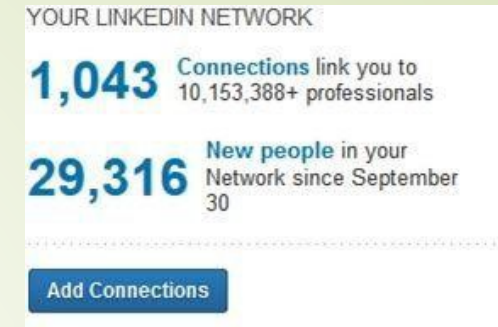 YOUR LINKEDIN NETWORK
1,043 Connections link you to
10,153,388+ professionals
29,316 New people in your
Network since September
30
Add Connections